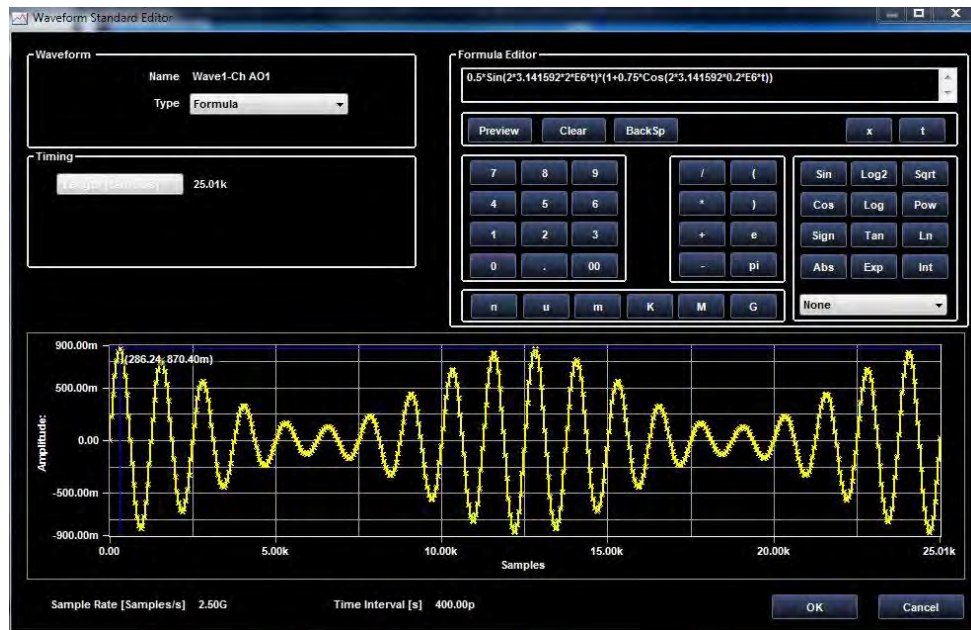 Waveform Standard Editor
Waveform
Name Wave1-Ch AO1
Type Formula
Timing
25.01k
Formula Editor
0.5*Sin(2*3.141592*2*E6*t)*(1+0.75*Cos(2*3.141592*0.2*E6*t))
Preview Clear BackSp x t
7 8 9 / ( Sin Log2 Sqrt
4 5 6 * ) Cos Log Pow
1 2 3 + e Sign Tan Ln
0 . 00 - pi Abs Exp Int
n u m K M G None
900.00m
(286.24, 870.40m)
500.00m
0.00
-500.00m
-900.00m
Amplitude:
0.00 5.00k 10.00k 15.00k 20.00k 25.01k
Samples
Sample Rate [Samples/s] 2.50G Time Interval [s] 400.00p OK Cancel